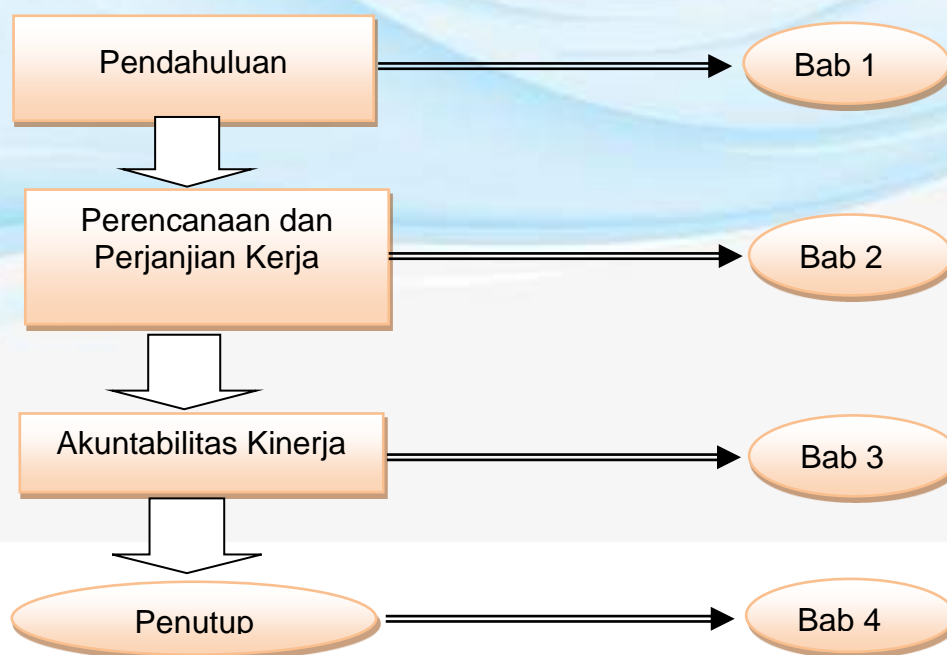 Pendahuluan
Bab 1
Perencanaan dan
Perjanjian Kerja
Bab 2
Akuntabilitas Kinerja
Bab 3
Penutup
Bab 4